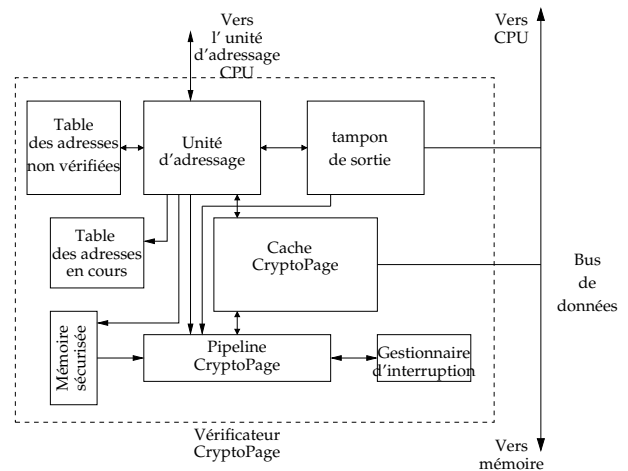 Vers
l' unité
d'adressage
CPU
Vers
CPU
Table
des adresses
non vérifiées
Unité
d'adressage
tampon
de sortie
Table
des adresses
en cours
Cache
CryptoPage
Bus
de
données
Mémoire
sécurisée
Pipeline
CryptoPage
Gestionnaire
d'interruption
Vérificateur
CryptoPage
Vers
mémoire